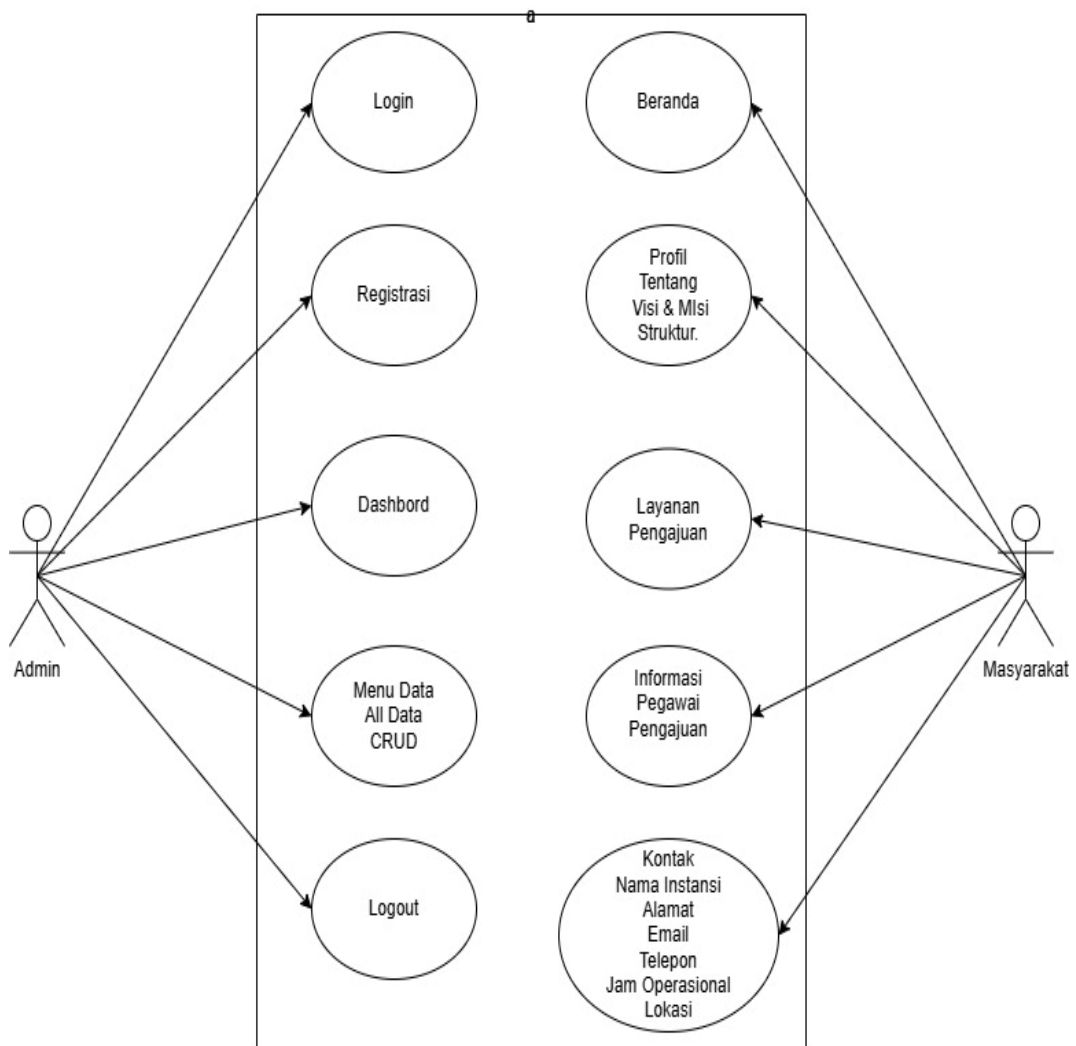 Login
Beranda
Registrasi
Profil
Tentang
Visi & MIsi
Struktur.
Dashbord
Layanan
Pengajuan
Admin
Masyarakat
Menu Data
All Data
CRUD
Informasi
Pegawai
Pengajuan
Logout
Kontak
Nama Instansi
Alamat
Email
Telepon
Jam Operasional
Lokasi